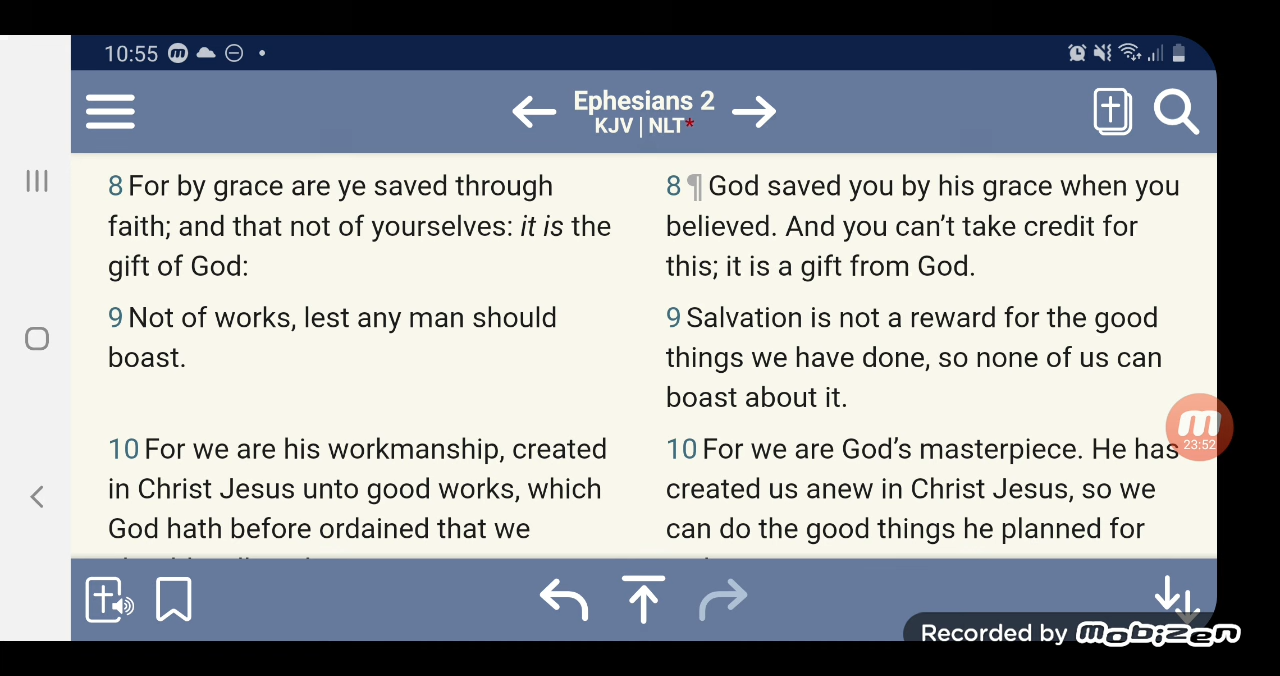 10:55
Ephesians 2
KJV | NLT*
8 For by grace are ye saved through
faith; and that not of yourselves: it is the
gift of God:
9 Not of works, lest any man should
boast.
10 For we are his workmanship, created
in Christ Jesus unto good works, which
God hath before ordained that we
8 ¶ God saved you by his grace when you
believed. And you can’t take credit for
this; it is a gift from God.
9 Salvation is not a reward for the good
things we have done, so none of us can
boast about it.
10 For we are God’s masterpiece. He has
created us anew in Christ Jesus, so we
can do the good things he planned for
m
23:52
Recorded by mobizen